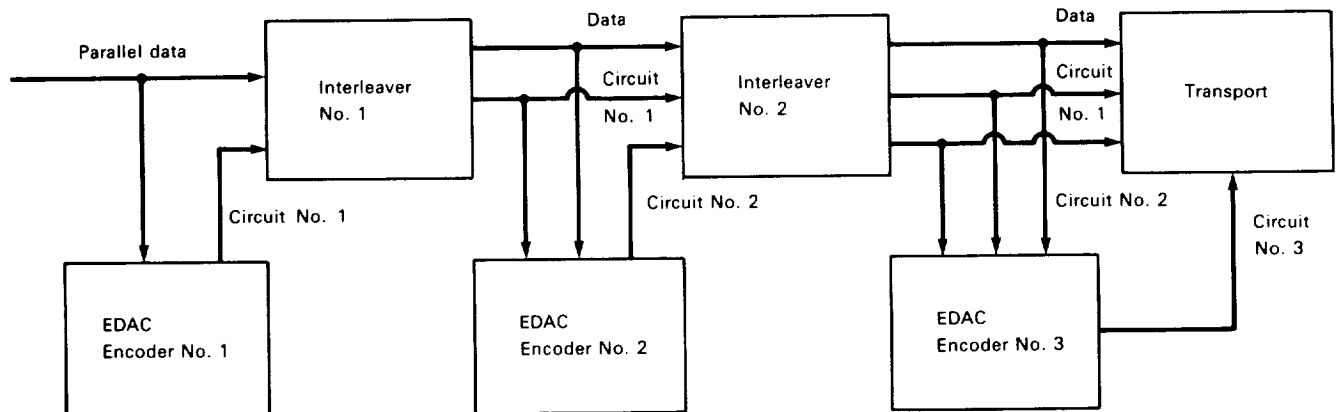 Parallel data
Interleaver
No. 1
Data
Circuit
No. 1
Interleaver
No. 2
Data
Circuit
No. 1
Transport
Circuit No. 1
Circuit No. 2
Circuit No. 2
Circuit
No. 3
EDAC
Encoder No. 1
EDAC
Encoder No. 2
EDAC
Encoder No. 3